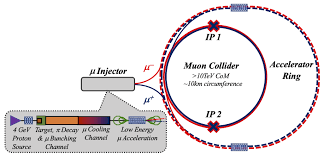 IP 1
μ Injector
μ⁻
μ⁺
Muon Collider
>10TeV CoM
~10km circumference
Accelerator
Ring
IP 2
4 GeV
Proton
Source
Target, π Decay
& μ Bunching
Channel
μ Cooling
Channel
Low Energy
μ Acceleration